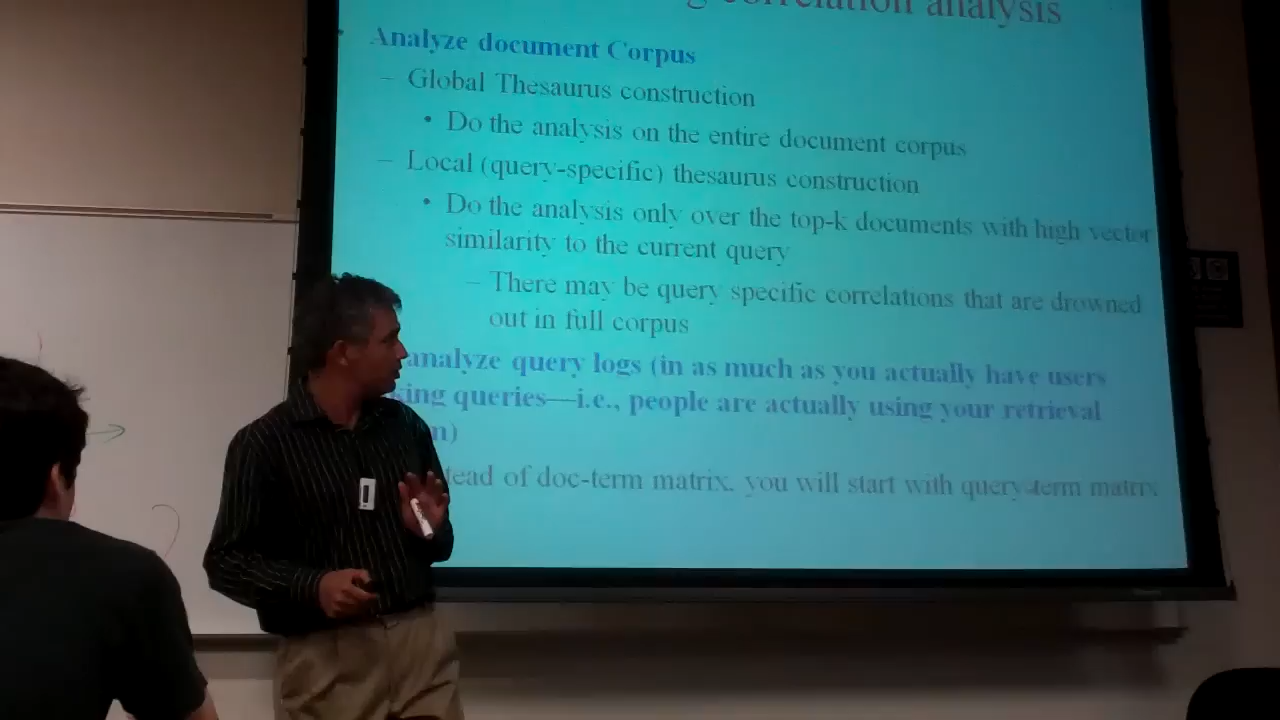 correlation analysis
Analyze document Corpus
– Global Thesaurus construction
• Do the analysis on the entire document corpus
– Local (query-specific) thesaurus construction
• Do the analysis only over the top-k documents with high vector
similarity to the current query
– There may be query specific correlations that are drowned
out in full corpus
analyze query logs (in as much as you actually have users
king queries—i.e., people are actually using your retrieval
m)
tead of doc-term matrix, you will start with query-term matrix